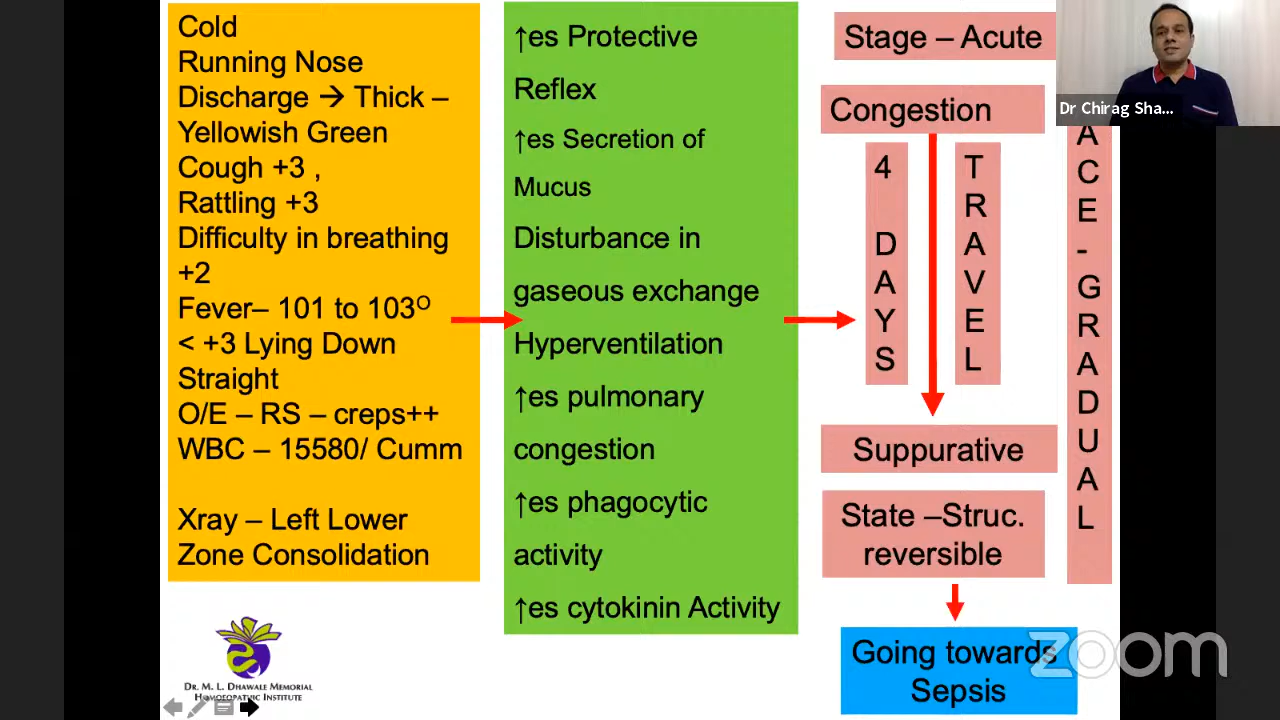 Cold
Running Nose
Discharge → Thick –
Yellowish Green
Cough +3 ,
Rattling +3
Difficulty in breathing
+2
Fever– 101 to 103O
< +3 Lying Down
Straight
O/E – RS – creps++
WBC – 15580/ Cumm
Xray – Left Lower
Zone Consolidation
↑es Protective
Reflex
↑es Secretion of
Mucus
Disturbance in
gaseous exchange
Hyperventilation
↑es pulmonary
congestion
↑es phagocytic
activity
↑es cytokinin Activity
Stage – Acute
Congestion
4 DAYS
TRAVEL
Suppurative
State –Struc.
reversible
Going towards
Sepsis
ACE - GRADUAL
Dr Chirag Sha...
zoom
DR. M. L. DHAWALE MEMORIAL
HOMOEOPATHIC INSTITUTE